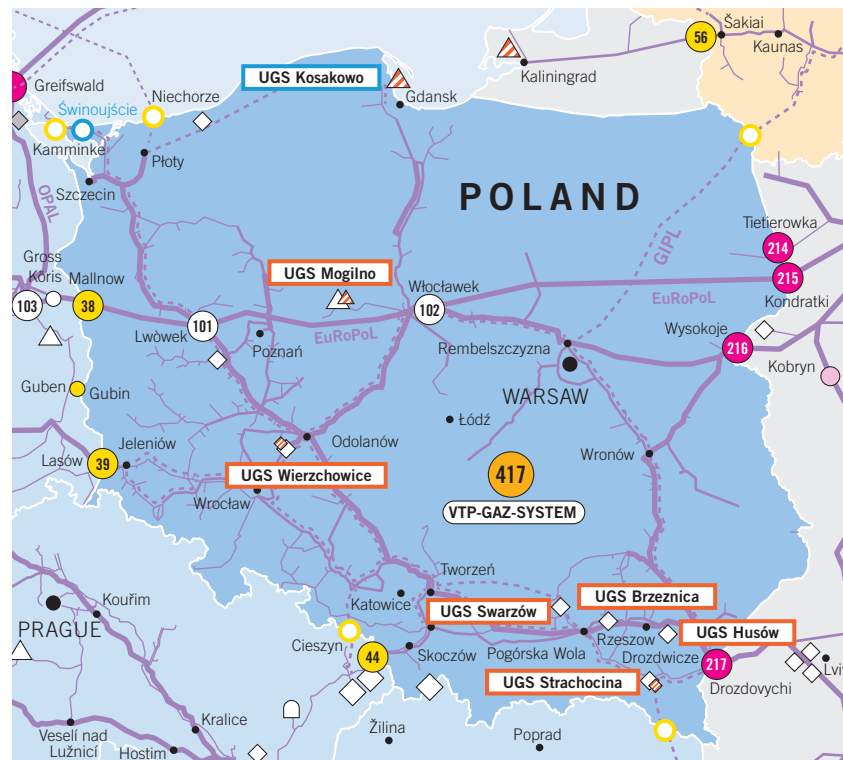 Šakiai
56
Kaunas
Greifswald
UGS Kosakowo
Kaliningrad
Niechorze
Gdansk
Świnoujście
Kamminke
Płoty
Szczecin
POLAND
OPAL
Tietierowka
214
GIPL
Gross
Köris
Mallnow
UGS Mogilno
215
Włocławek
EuRoPoL
Kondratki
103
38
101
102
Wysokoje
Lwòwek
EuRoPoL
Poznań
Rembelszczyzna
216
Kobryn
Guben
Gubin
WARSAW
Łódź
Jeleniów
Odolanów
Wronów
Lasów
39
UGS Wierzchowice
417
Wrocław
VTP-GAZ-SYSTEM
Tworzeń
Katowice
UGS Brzeznica
Kouřim
UGS Swarzów
PRAGUE
Rzeszow
UGS Husów
Cieszyn
44
Skoczów
Pogórska Wola
Drozdwicze
217
Lvi
UGS Strachocina
Drozdovychi
Kralice
Veselí nad
Lužnicí
Hostim
Žilina
Poprad